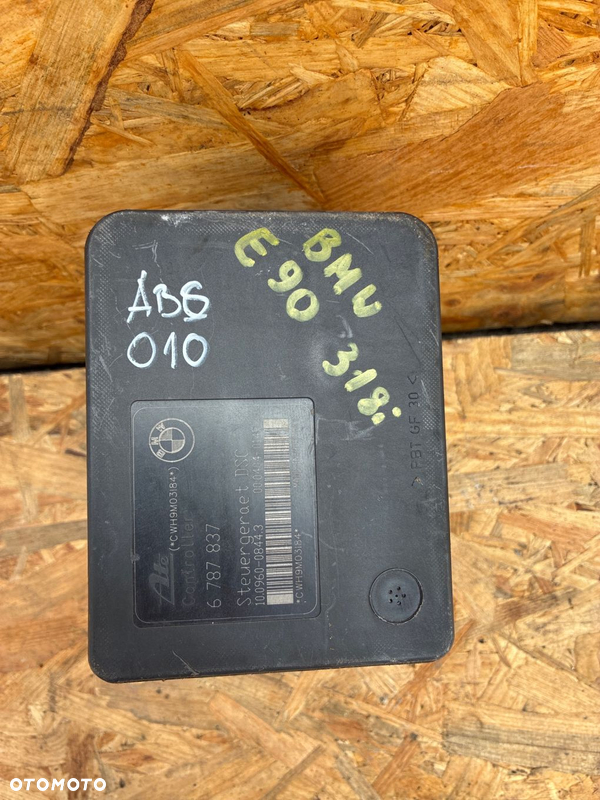 ABS
010
BMW
E90
318i
> PBT GF 30 <
BMW
Ate
(*CWH9M03184*)
Controller
6 787 837
Steuergeraet DSC
10.0960-0844.3
*CWH9M03184*
OTOMOTO